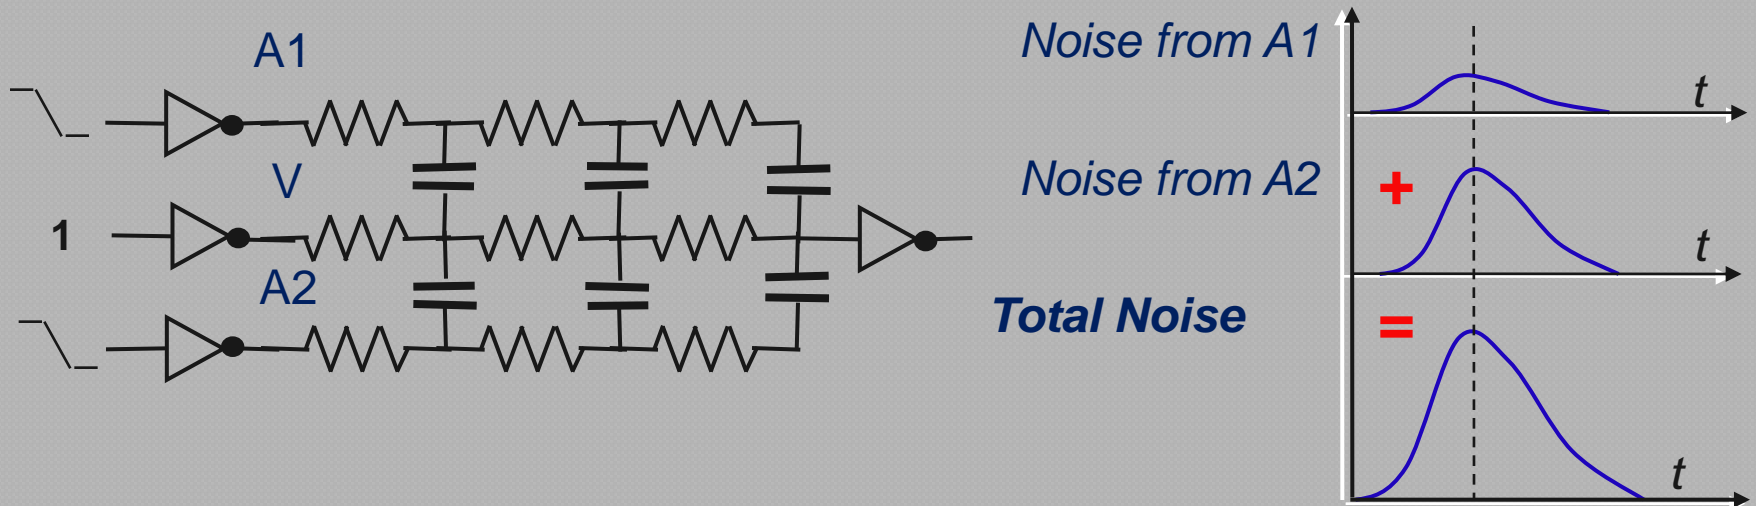 A1
V
1
A2
Noise from A1
t
Noise from A2
+
t
Total Noise
=
t